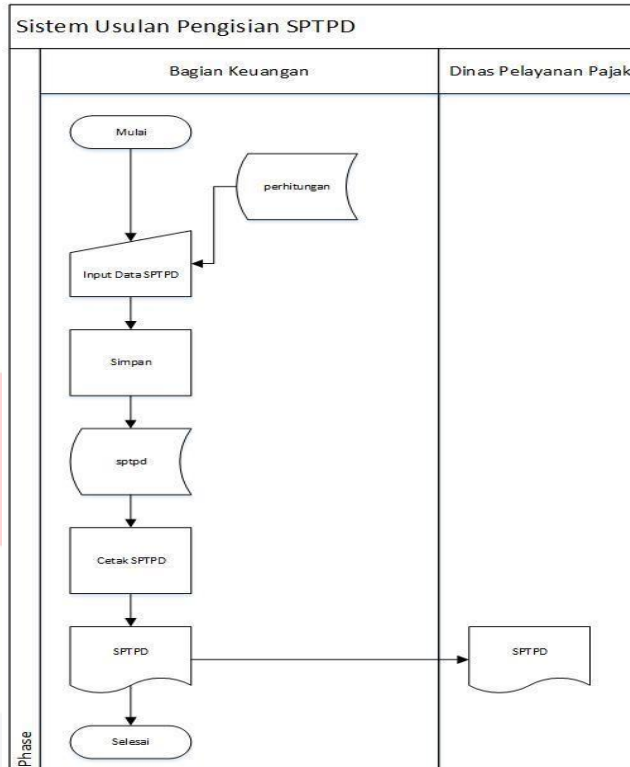 Sistem Usulan Pengisian SPTPD
Bagian Keuangan
Dinas Pelayanan Pajak
Mulai
perhitungan
Input Data SPTPD
Simpan
sptpd
Cetak SPTPD
SPTPD
SPTPD
Selesai
Phase